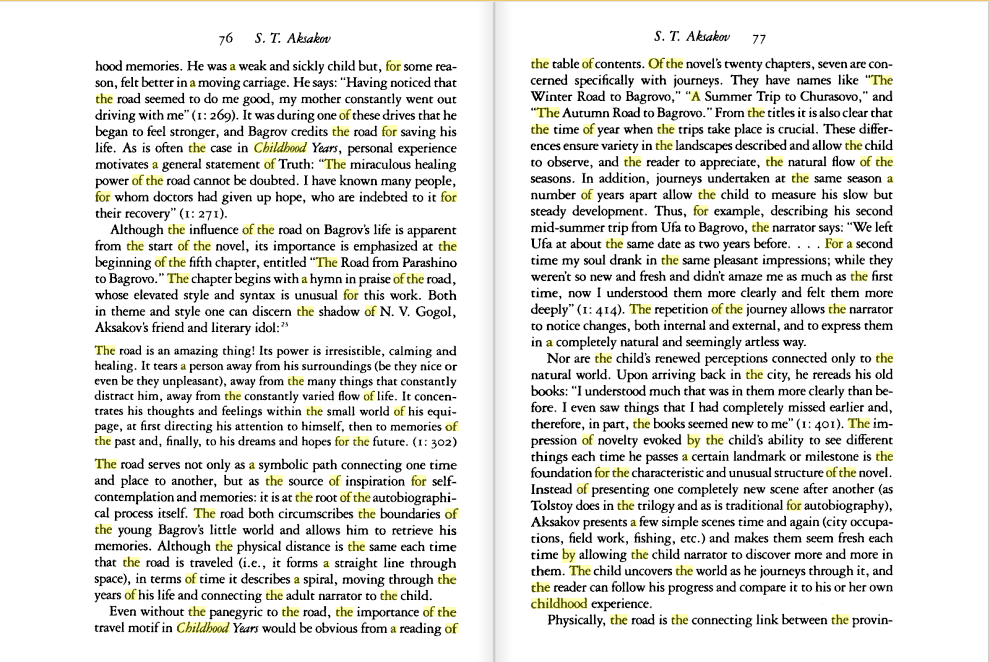 76 S. T. Aksakov
hood memories. He was a weak and sickly child but, for some rea-
son, felt better in a moving carriage. He says: “Having noticed that
the road seemed to do me good, my mother constantly went out
driving with me” (1: 269). It was during one of these drives that he
began to feel stronger, and Bagrov credits the road for saving his
life. As is often the case in Childhood Years, personal experience
motivates a general statement of Truth: “The miraculous healing
power of the road cannot be doubted. I have known many people,
for whom doctors had given up hope, who are indebted to it for
their recovery” (1: 271).
Although the influence of the road on Bagrov’s life is apparent
from the start of the novel, its importance is emphasized at the
beginning of the fifth chapter, entitled “The Road from Parashino
to Bagrovo.” The chapter begins with a hymn in praise of the road,
whose elevated style and syntax is unusual for this work. Both
in theme and style one can discern the shadow of N. V. Gogol,
Aksakov’s friend and literary idol:²³
The road is an amazing thing! Its power is irresistible, calming and
healing. It tears a person away from his surroundings (be they nice or
even be they unpleasant), away from the many things that constantly
distract him, away from the constantly varied flow of life. It concen-
trates his thoughts and feelings within the small world of his equi-
page, at first directing his attention to himself, then to memories of
the past and, finally, to his dreams and hopes for the future. (1: 302)
The road serves not only as a symbolic path connecting one time
and place to another, but as the source of inspiration for self-
contemplation and memories: it is at the root of the autobiographi-
cal process itself. The road both circumscribes the boundaries of
the young Bagrov’s little world and allows him to retrieve his
memories. Although the physical distance is the same each time
that the road is traveled (i.e., it forms a straight line through
space), in terms of time it describes a spiral, moving through the
years of his life and connecting the adult narrator to the child.
Even without the panegyric to the road, the importance of the
travel motif in Childhood Years would be obvious from a reading of
S. T. Aksakov 77
the table of contents. Of the novel’s twenty chapters, seven are con-
cerned specifically with journeys. They have names like “The
Winter Road to Bagrovo,” “A Summer Trip to Churasovo,” and
“The Autumn Road to Bagrovo.” From the titles it is also clear that
the time of year when the trips take place is crucial. These differ-
ences ensure variety in the landscapes described and allow the child
to observe, and the reader to appreciate, the natural flow of the
seasons. In addition, journeys undertaken at the same season a
number of years apart allow the child to measure his slow but
steady development. Thus, for example, describing his second
mid-summer trip from Ufa to Bagrovo, the narrator says: “We left
Ufa at about the same date as two years before. . . . For a second
time my soul drank in the same pleasant impressions; while they
weren’t so new and fresh and didn’t amaze me as much as the first
time, now I understood them more clearly and felt them more
deeply” (1: 414). The repetition of the journey allows the narrator
to notice changes, both internal and external, and to express them
in a completely natural and seemingly artless way.
Nor are the child’s renewed perceptions connected only to the
natural world. Upon arriving back in the city, he rereads his old
books: “I understood much that was in them more clearly than be-
fore. I even saw things that I had completely missed earlier and,
therefore, in part, the books seemed new to me” (1: 401). The im-
pression of novelty evoked by the child’s ability to see different
things each time he passes a certain landmark or milestone is the
foundation for the characteristic and unusual structure of the novel.
Instead of presenting one completely new scene after another (as
Tolstoy does in the trilogy and as is traditional for autobiography),
Aksakov presents a few simple scenes time and again (city occupa-
tions, field work, fishing, etc.) and makes them seem fresh each
time by allowing the child narrator to discover more and more in
them. The child uncovers the world as he journeys through it, and
the reader can follow his progress and compare it to his or her own
childhood experience.
Physically, the road is the connecting link between the provin-